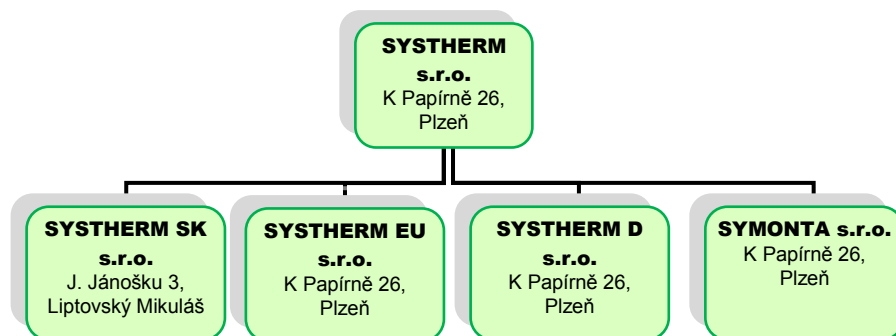 SYSTHERM
s.r.o.
K Papírně 26,
Plzeň
SYSTHERM SK
s.r.o.
J. Jánošku 3,
Liptovský Mikuláš
SYSTHERM EU
s.r.o.
K Papírně 26,
Plzeň
SYSTHERM D
s.r.o.
K Papírně 26,
Plzeň
SYMONTA s.r.o.
K Papírně 26,
Plzeň